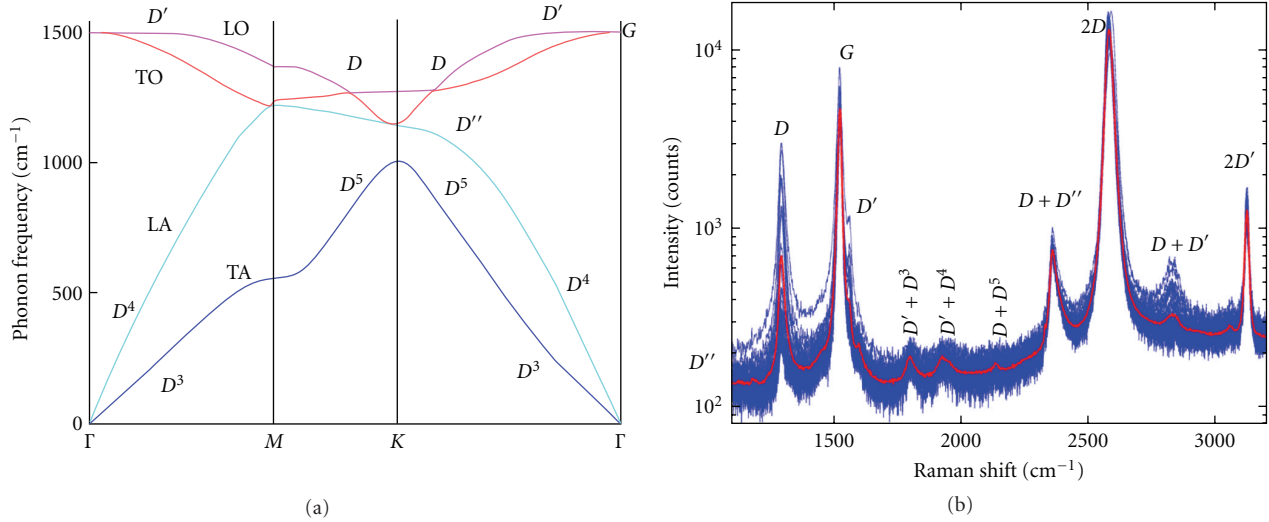 D′
LO
D
D
D′
G
1500
TO
D″
1000
D⁵
D⁵
LA
TA
500
D⁴
D⁴
D³
D³
0
Γ
M
K
Γ
Phonon frequency (cm⁻¹)
(a)
10⁴
2D
G
D
2D′
D′
D + D″
10³
D + D′
D′ + D³
D′ + D⁴
D + D⁵
D″
10²
1500
2000
2500
3000
Intensity (counts)
Raman shift (cm⁻¹)
(b)